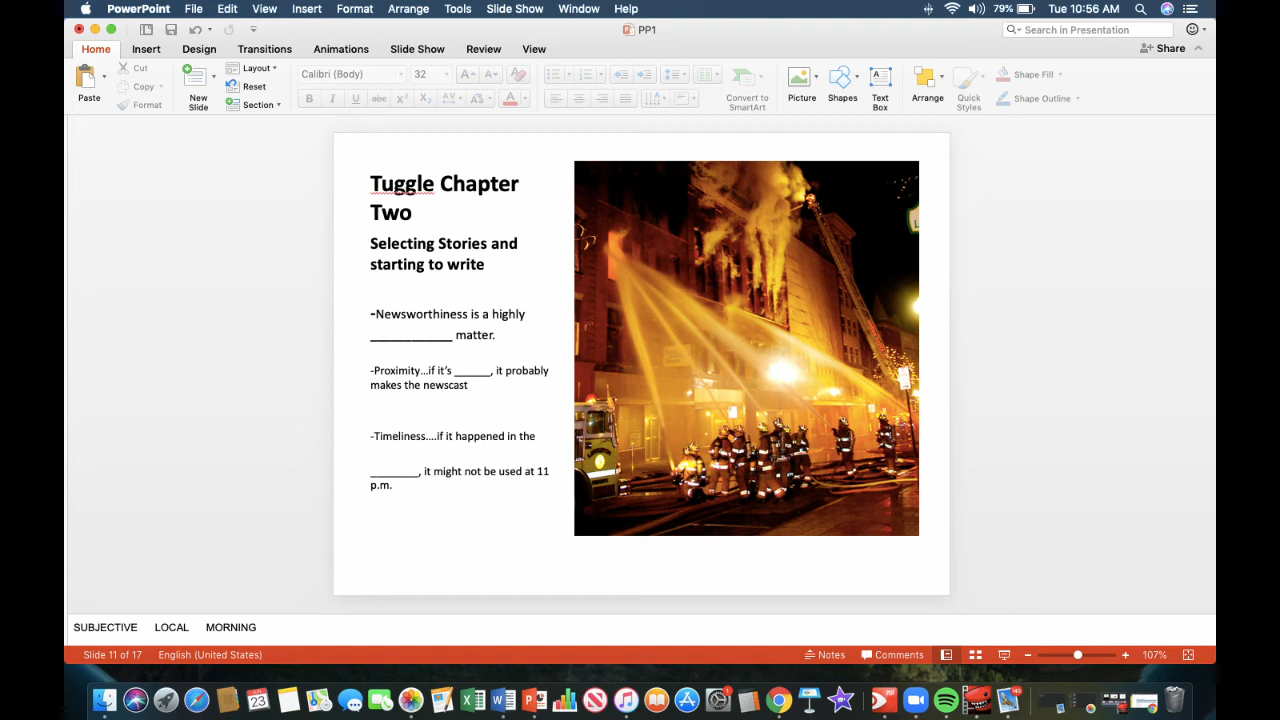 PowerPoint File Edit View Insert Format Arrange Tools Slide Show Window Help 79% Tue 10:56 AM
PP1 Search in Presentation
Home Insert Design Transitions Animations Slide Show Review View Share
Paste Cut Copy Format New Slide Layout Reset Section Calibri (Body) 32 Convert to SmartArt Picture Shapes Text Box Arrange Quick Styles Shape Fill Shape Outline
Tuggle Chapter
Two
Selecting Stories and
starting to write
-Newsworthiness is a highly
____________ matter.
-Proximity...if it's ______, it probably
makes the newscast
-Timeliness....if it happened in the
________, it might not be used at 11
p.m.
SUBJECTIVE LOCAL MORNING
Slide 11 of 17 English (United States) Notes Comments 107%
JUN
23